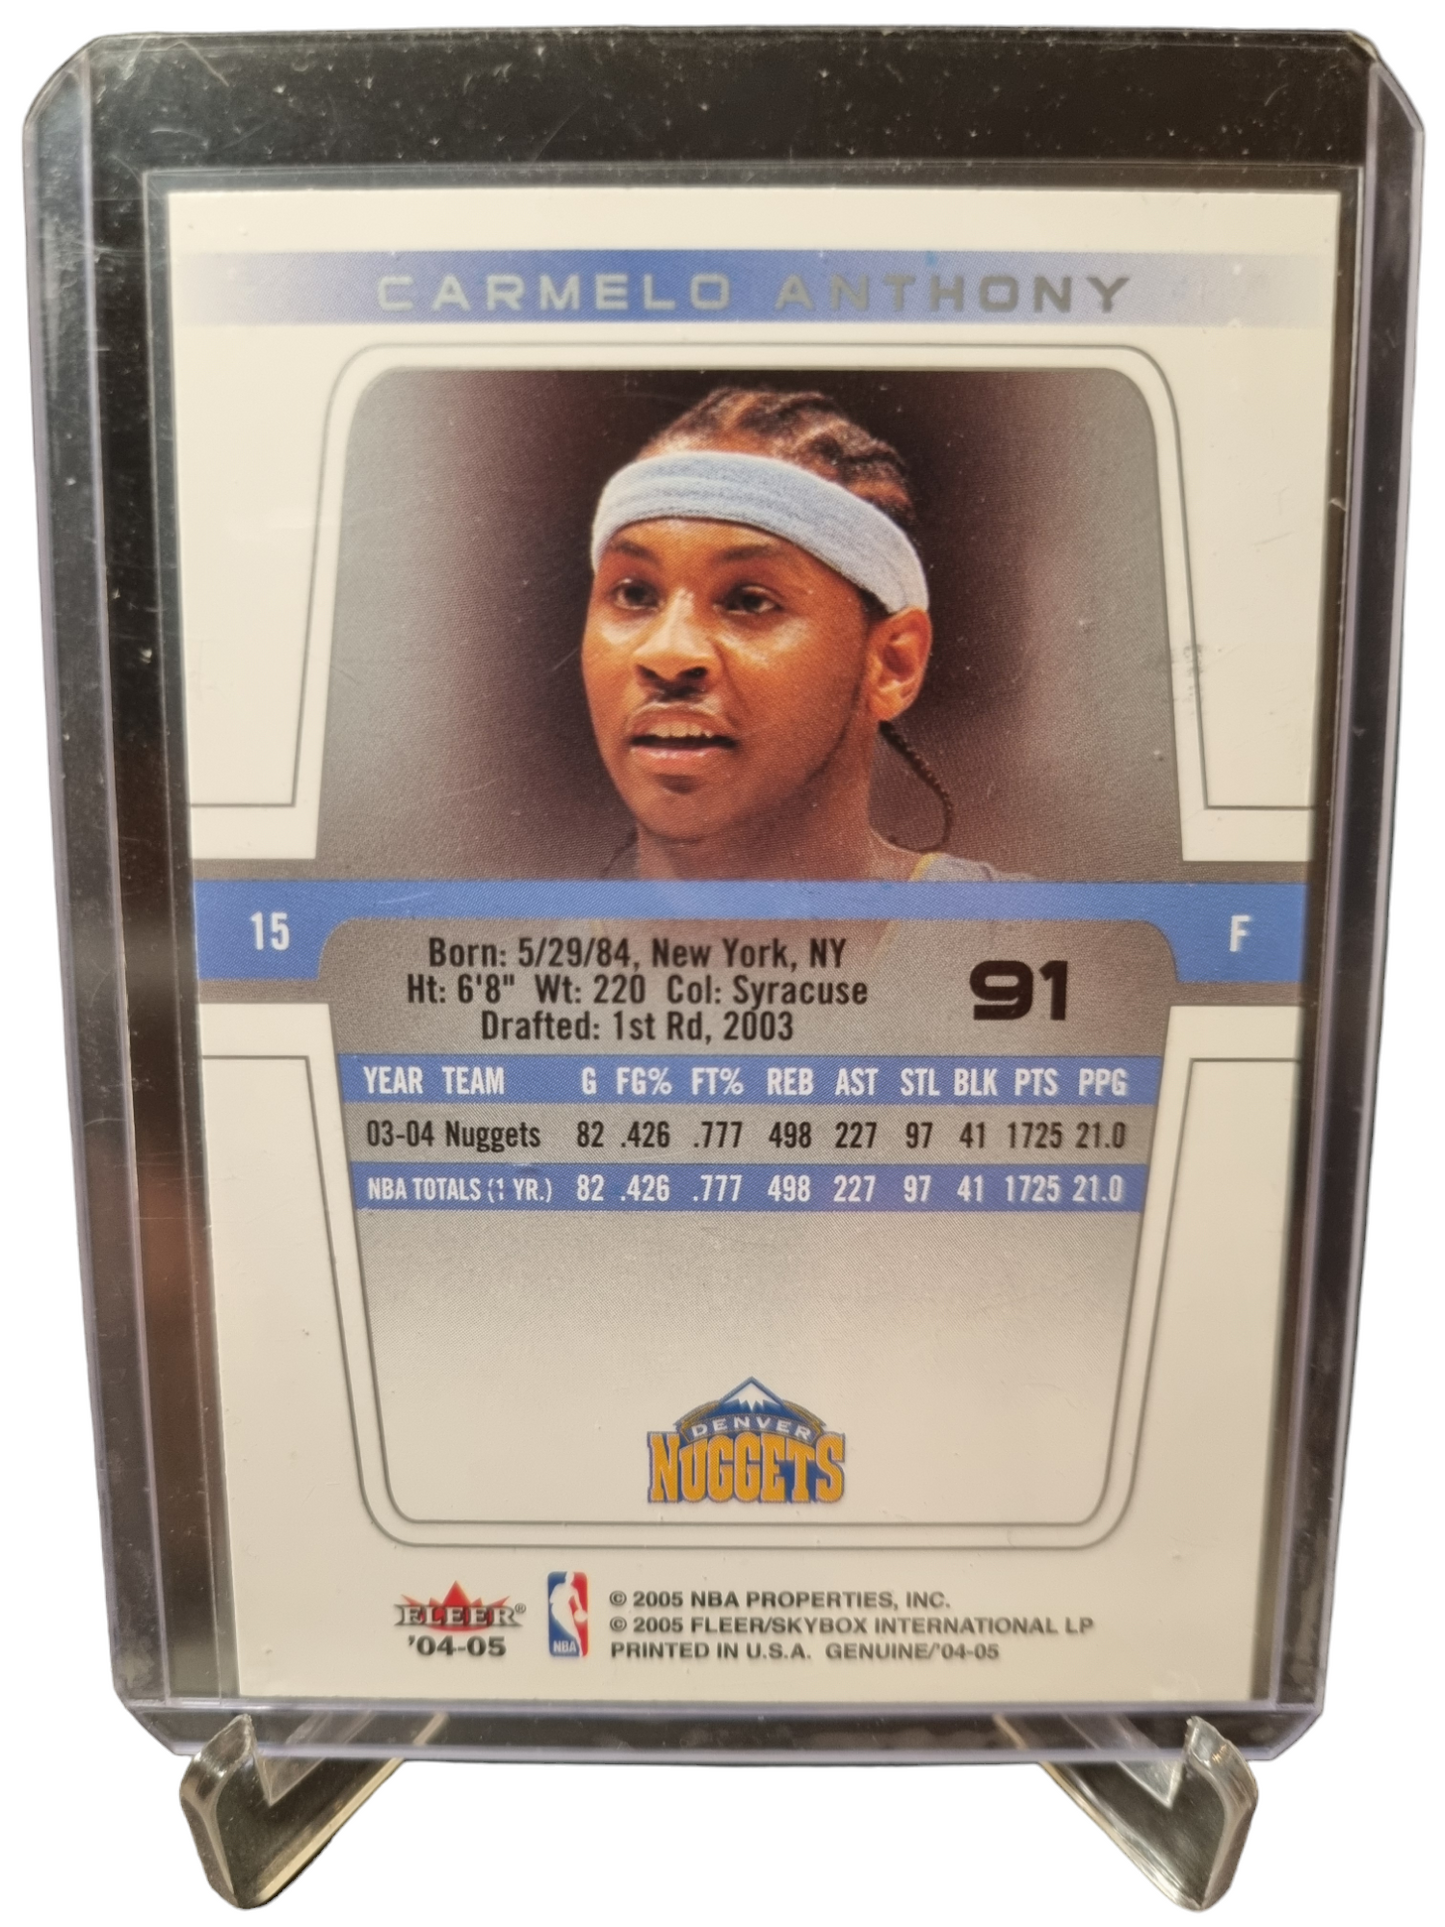 CARMELO ANTHONY
15
F
Born: 5/29/84, New York, NY
Ht: 6'8" Wt: 220 Col: Syracuse
Drafted: 1st Rd, 2003
91
YEAR TEAM G FG% FT% REB AST STL BLK PTS PPG
03-04 Nuggets 82 .426 .777 498 227 97 41 1725 21.0
NBA TOTALS (1 YR.) 82 .426 .777 498 227 97 41 1725 21.0
DENVER
NUGGETS
FLEER®
'04-05
NBA
© 2005 NBA PROPERTIES, INC.
© 2005 FLEER/SKYBOX INTERNATIONAL LP
PRINTED IN U.S.A. GENUINE/'04-05